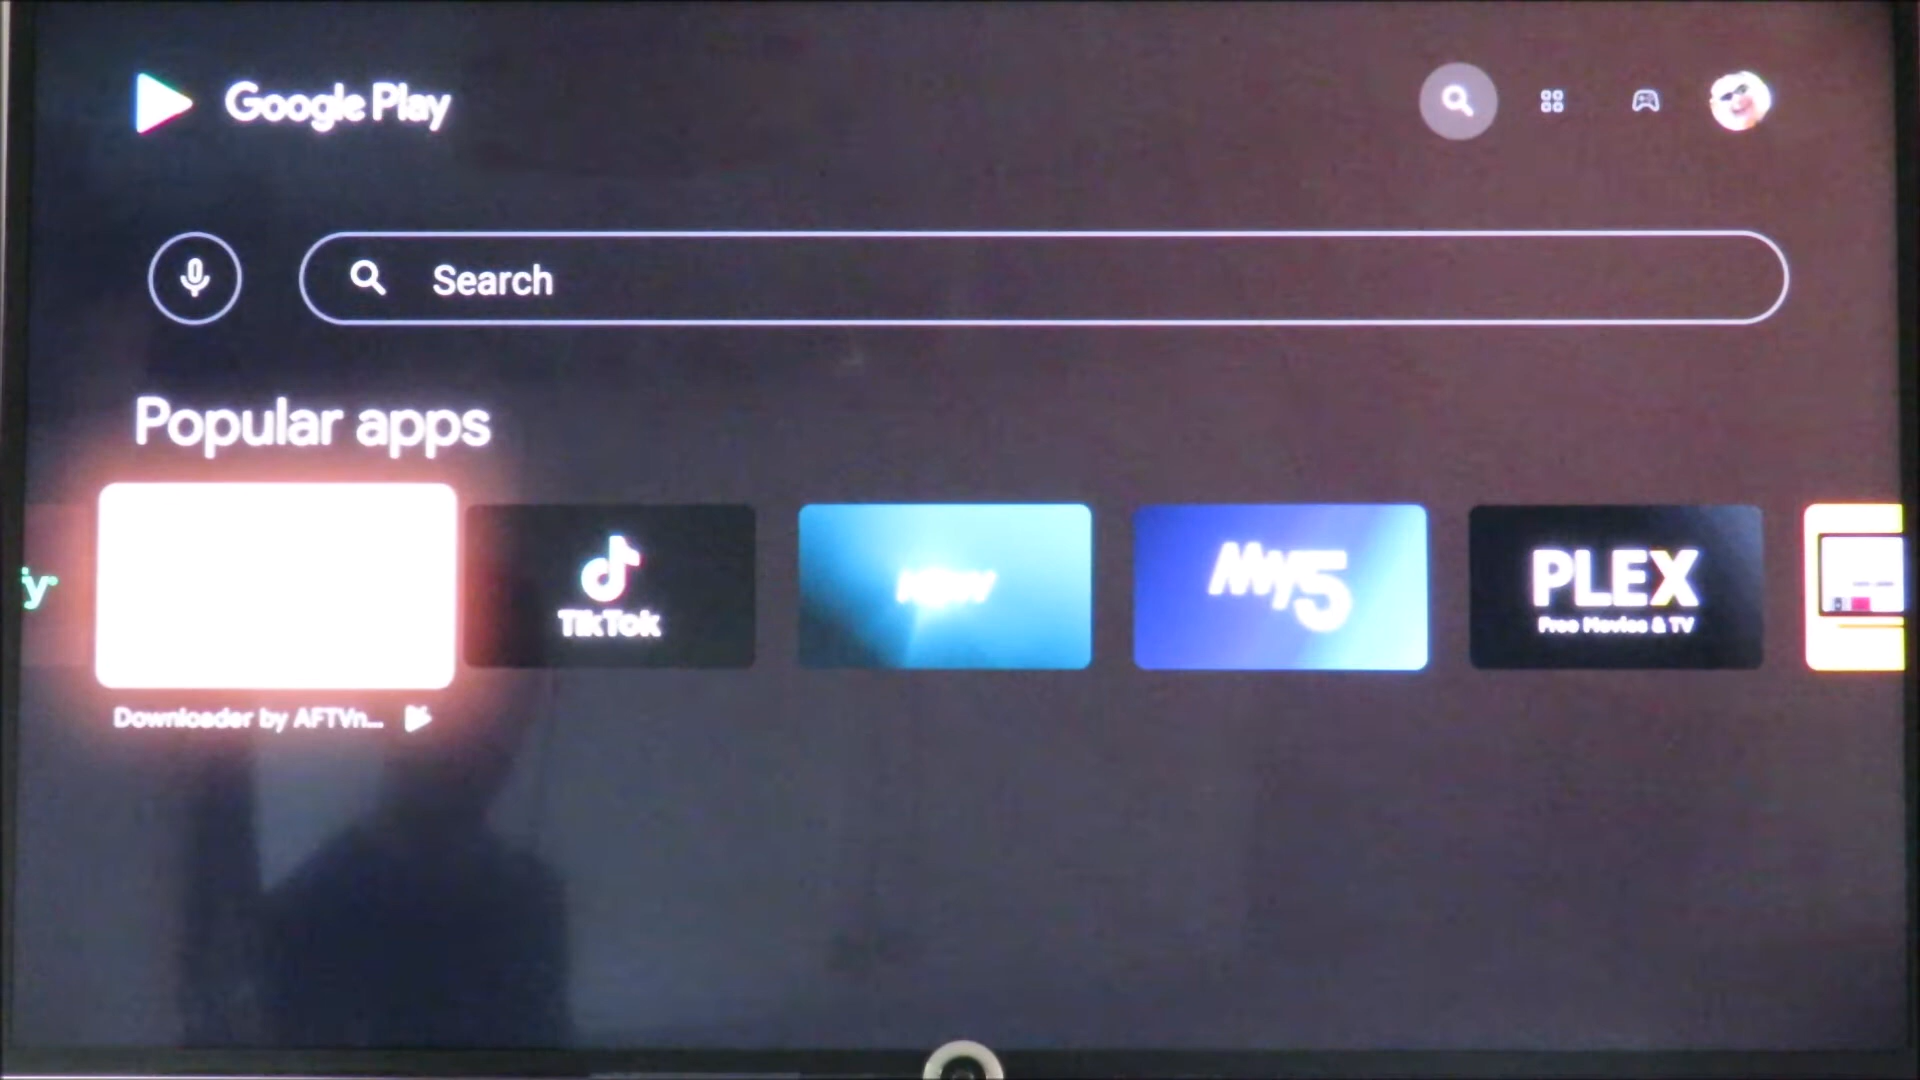 Google Play
Search
Popular apps
TikTok
My5
PLEX
Free Movies & TV
Downloader by AFTVn...